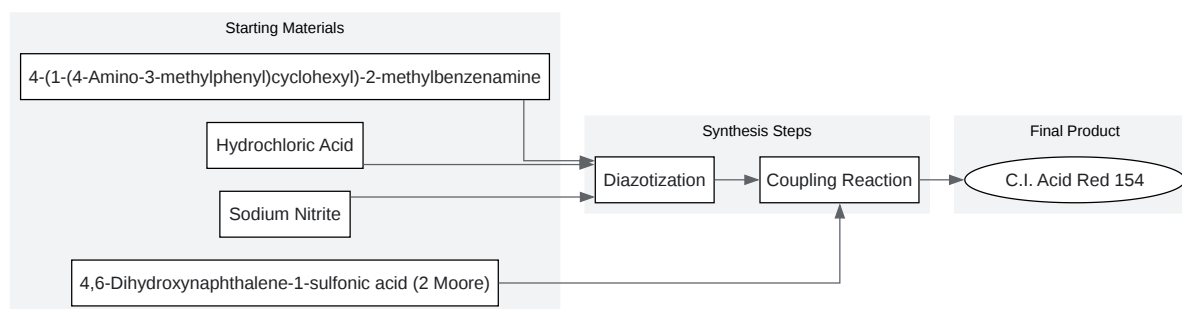 Starting Materials
4-(1-(4-Amino-3-methylphenyl)cyclohexyl)-2-methylbenzenamine
Hydrochloric Acid
Sodium Nitrite
4,6-Dihydroxynaphthalene-1-sulfonic acid (2 Moore)
Synthesis Steps
Diazotization
Coupling Reaction
Final Product
C.I. Acid Red 154